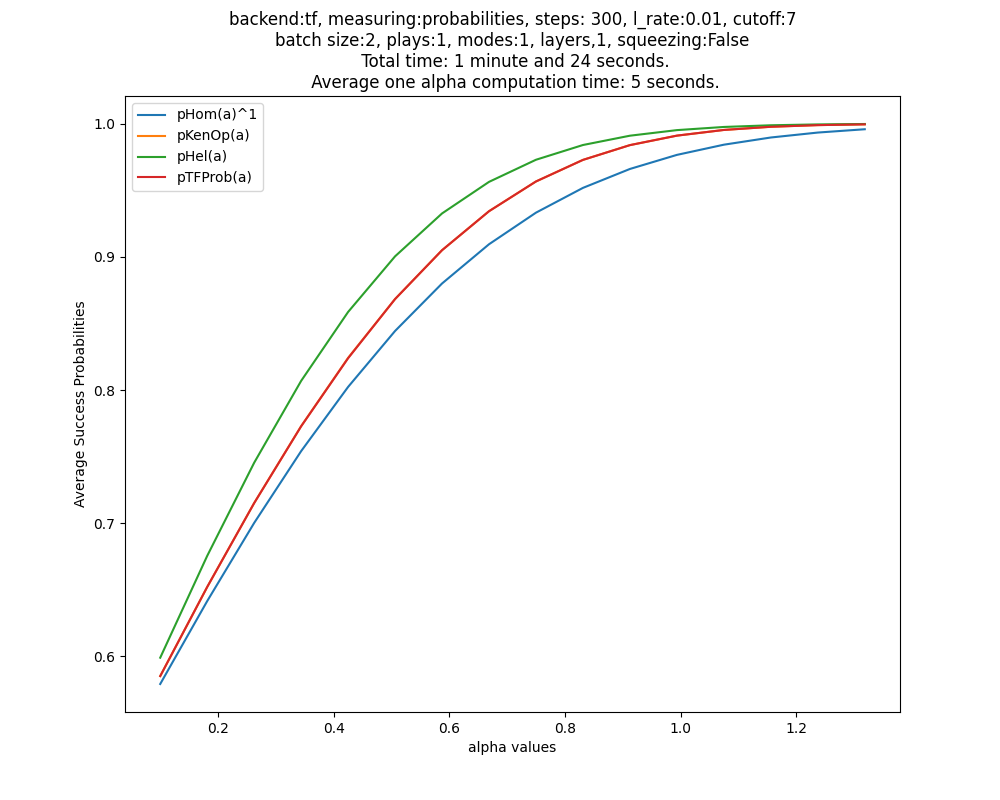 backend:tf, measuring:probabilities, steps: 300, l_rate:0.01, cutoff:7
batch size:2, plays:1, modes:1, layers,1, squeezing:False
Total time: 1 minute and 24 seconds.
Average one alpha computation time: 5 seconds.
pHom(a)^1
pKenOp(a)
pHel(a)
pTFProb(a)
1.0
0.9
0.8
0.7
0.6
Average Success Probabilities
0.2 0.4 0.6 0.8 1.0 1.2
alpha values